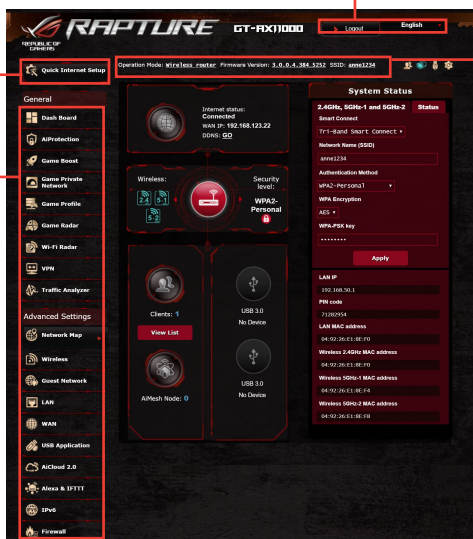 REPUBLIC OF
GAMERS
RAPTURE
GT-AX11000
Logout
English
Quick Internet Setup
Operation Mode: Wireless router Firmware Version: 3.0.0.4.384_5252 SSID: anne1234
General
Dash Board
AiProtection
Game Boost
Game Private
Network
Game Profile
Game Radar
Wi-Fi Radar
VPN
Traffic Analyzer
Advanced Settings
Network Map
Wireless
Guest Network
LAN
WAN
USB Application
AiCloud 2.0
Alexa & IFTTT
IPv6
Firewall
Internet status:
Connected
WAN IP: 192.168.123.22
DDNS: GO
Wireless:
2.4
5-1
5-2
Security
level:
WPA2-
Personal
Clients: 1
View List
AiMesh Node: 0
USB 3.0
No Device
USB 3.0
No Device
System Status
2.4GHz, 5GHz-1 and 5GHz-2 Status
Smart Connect
Tri-Band Smart Connect
Network Name (SSID)
anne1234
Authentication Method
WPA2-Personal
WPA Encryption
AES
WPA-PSK key
••••••••
Apply
LAN IP
192.168.50.1
PIN code
71282954
LAN MAC address
04:92:26:E1:8E:F0
Wireless 2.4GHz MAC address
04:92:26:E1:8E:F0
Wireless 5GHz-1 MAC address
04:92:26:E1:8E:F4
Wireless 5GHz-2 MAC address
04:92:26:E1:8E:F8